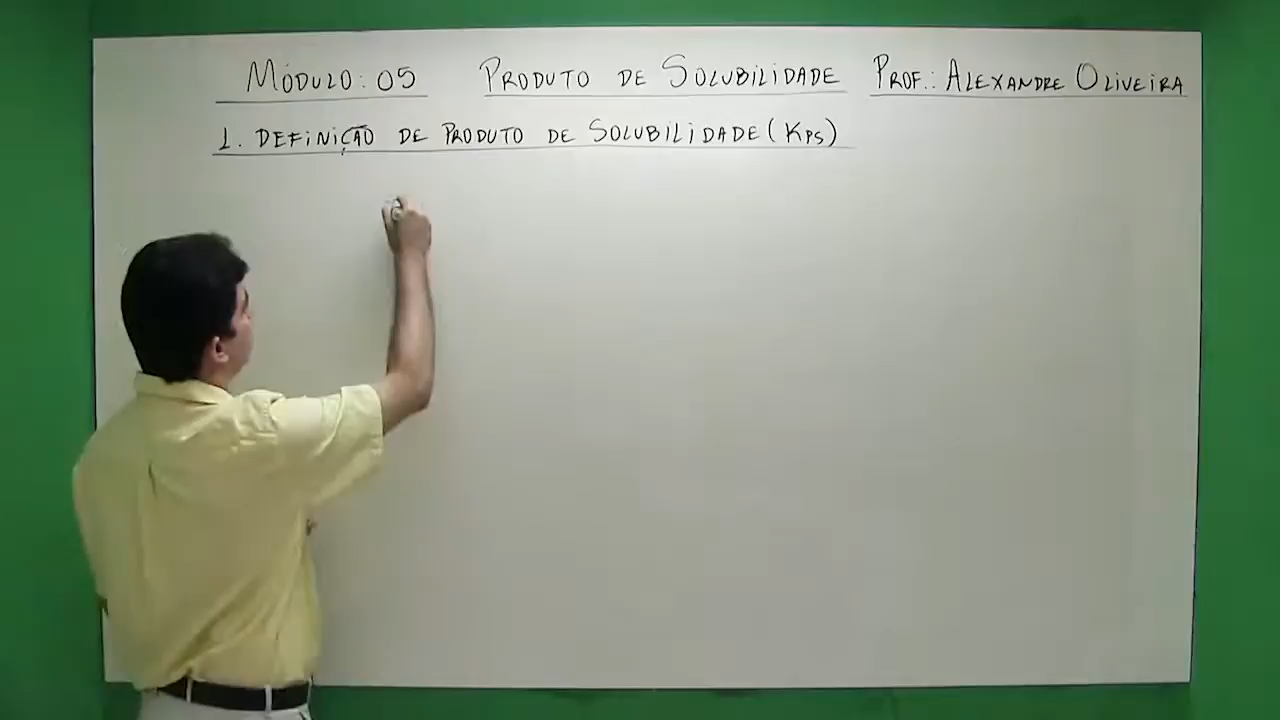 MÓDULO: 05 PRODUTO DE SOLUBILIDADE PROF.: ALEXANDRE OLIVEIRA
1. DEFINIÇÃO DE PRODUTO DE SOLUBILIDADE (KPS)